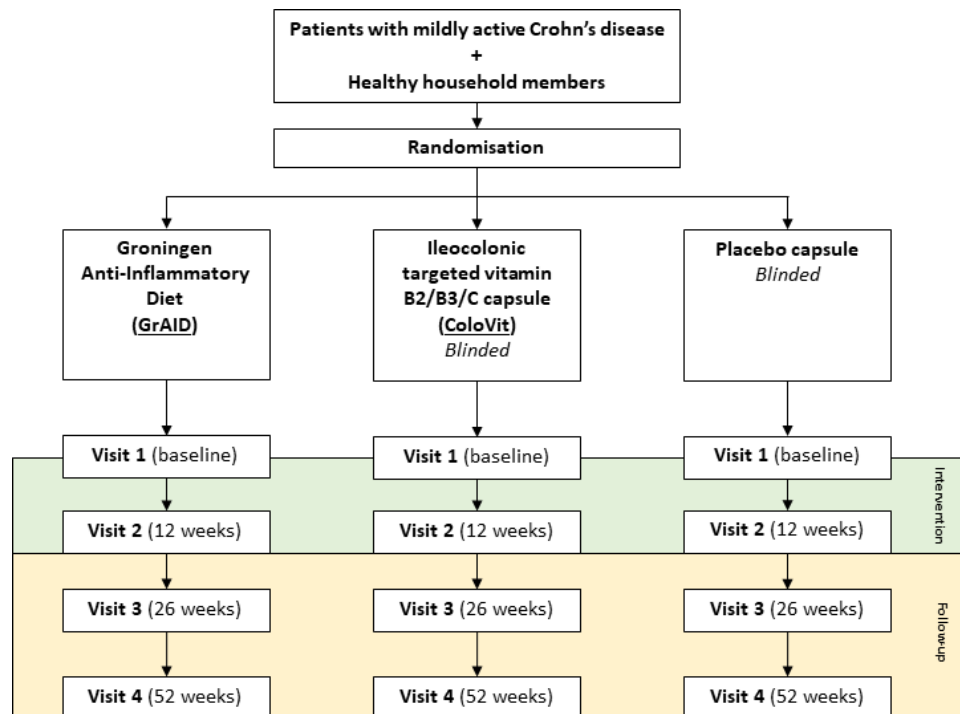 Patients with mildly active Crohn's disease
+
Healthy household members
Randomisation
Groningen
Anti-Inflammatory
Diet
(GrAID)
Ileocolonic
targeted vitamin
B2/B3/C capsule
(ColoVit)
Blinded
Placebo capsule
Blinded
Visit 1 (baseline)
Visit 1 (baseline)
Visit 1 (baseline)
Intervention
Visit 2 (12 weeks)
Visit 2 (12 weeks)
Visit 2 (12 weeks)
Visit 3 (26 weeks)
Visit 3 (26 weeks)
Visit 3 (26 weeks)
Follow-up
Visit 4 (52 weeks)
Visit 4 (52 weeks)
Visit 4 (52 weeks)